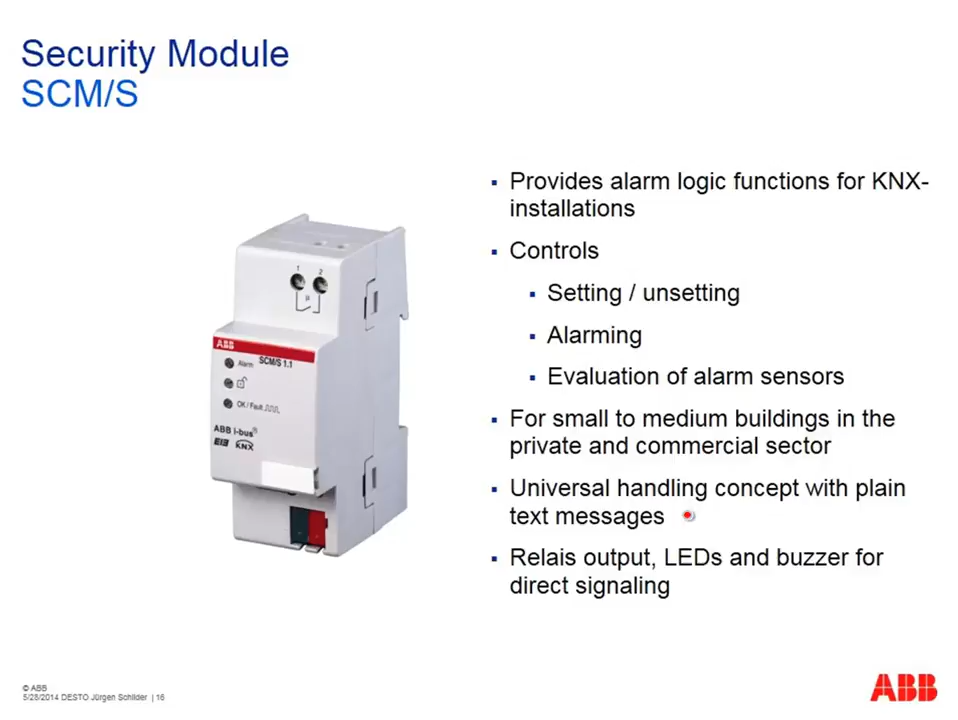 Security Module
SCM/S
▪ Provides alarm logic functions for KNX-
installations
▪ Controls
▪ Setting / unsetting
▪ Alarming
▪ Evaluation of alarm sensors
▪ For small to medium buildings in the
private and commercial sector
▪ Universal handling concept with plain
text messages
▪ Relais output, LEDs and buzzer for
direct signaling
1 2
ABB
Alarm SCM/S 1.1
OK / Fault
ABB i-bus®
EIB KNX
© ABB
5/28/2014 DESTO Jürgen Schilder | 16
ABB